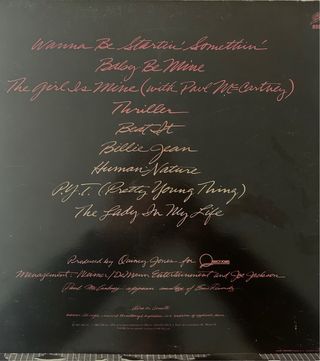 Wanna Be Startin' Somethin'
Baby Be Mine
The Girl Is Mine (with Paul McCartney)
Thriller
Beat It
Billie Jean
Human Nature
P.Y.T. (Pretty Young Thing)
The Lady In My Life
Produced by Quincy Jones for
Management: Weisner/DeMann Entertainment and Joe Jackson
(Paul McCartney appears courtesy of